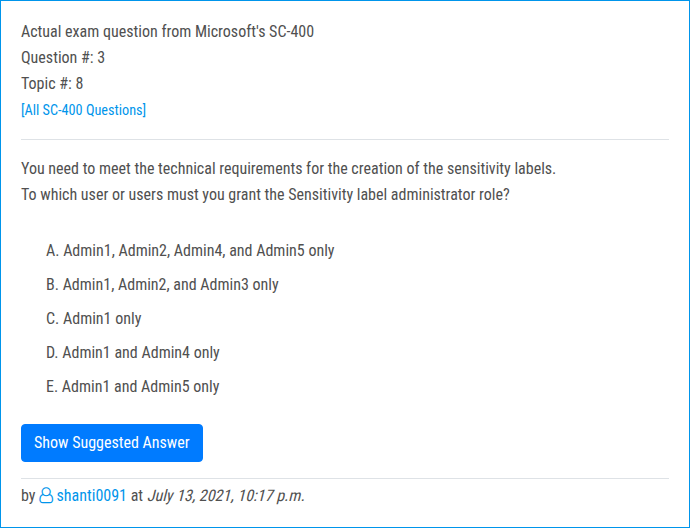 Actual exam question from Microsoft's SC-400
Question #: 3
Topic #: 8
[All SC-400 Questions]
You need to meet the technical requirements for the creation of the sensitivity labels.
To which user or users must you grant the Sensitivity label administrator role?
A. Admin1, Admin2, Admin4, and Admin5 only
B. Admin1, Admin2, and Admin3 only
C. Admin1 only
D. Admin1 and Admin4 only
E. Admin1 and Admin5 only
Show Suggested Answer
by shanti0091 at July 13, 2021, 10:17 p.m.